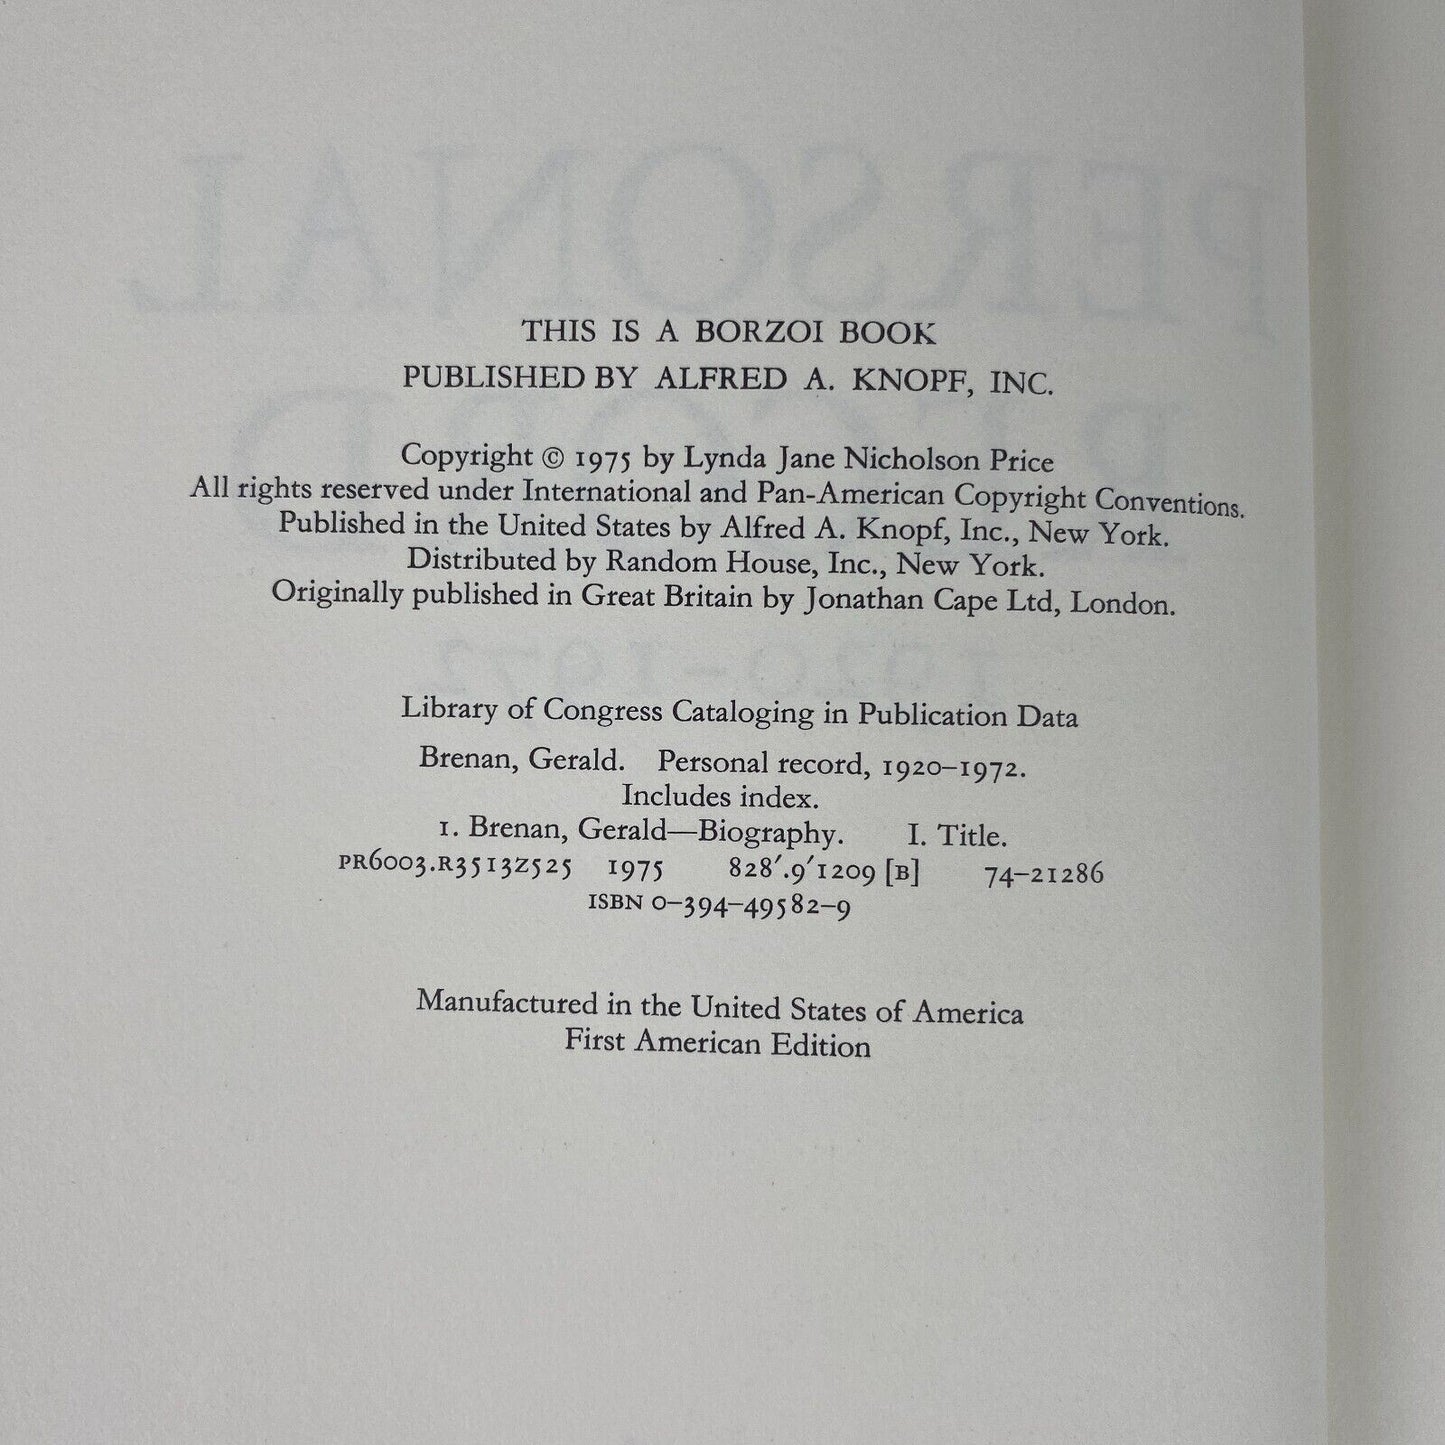 THIS IS A BORZOI BOOK
PUBLISHED BY ALFRED A. KNOPF, INC.
Copyright © 1975 by Lynda Jane Nicholson Price
All rights reserved under International and Pan-American Copyright Conventions.
Published in the United States by Alfred A. Knopf, Inc., New York.
Distributed by Random House, Inc., New York.
Originally published in Great Britain by Jonathan Cape Ltd, London.
Library of Congress Cataloging in Publication Data
Brenan, Gerald. Personal record, 1920–1972.
Includes index.
1. Brenan, Gerald—Biography. I. Title.
PR6003.R3513Z525 1975 828'.9'1209 [B] 74–21286
ISBN 0–394–49582–9
Manufactured in the United States of America
First American Edition
PERSONAL
RECORD
1920–1972